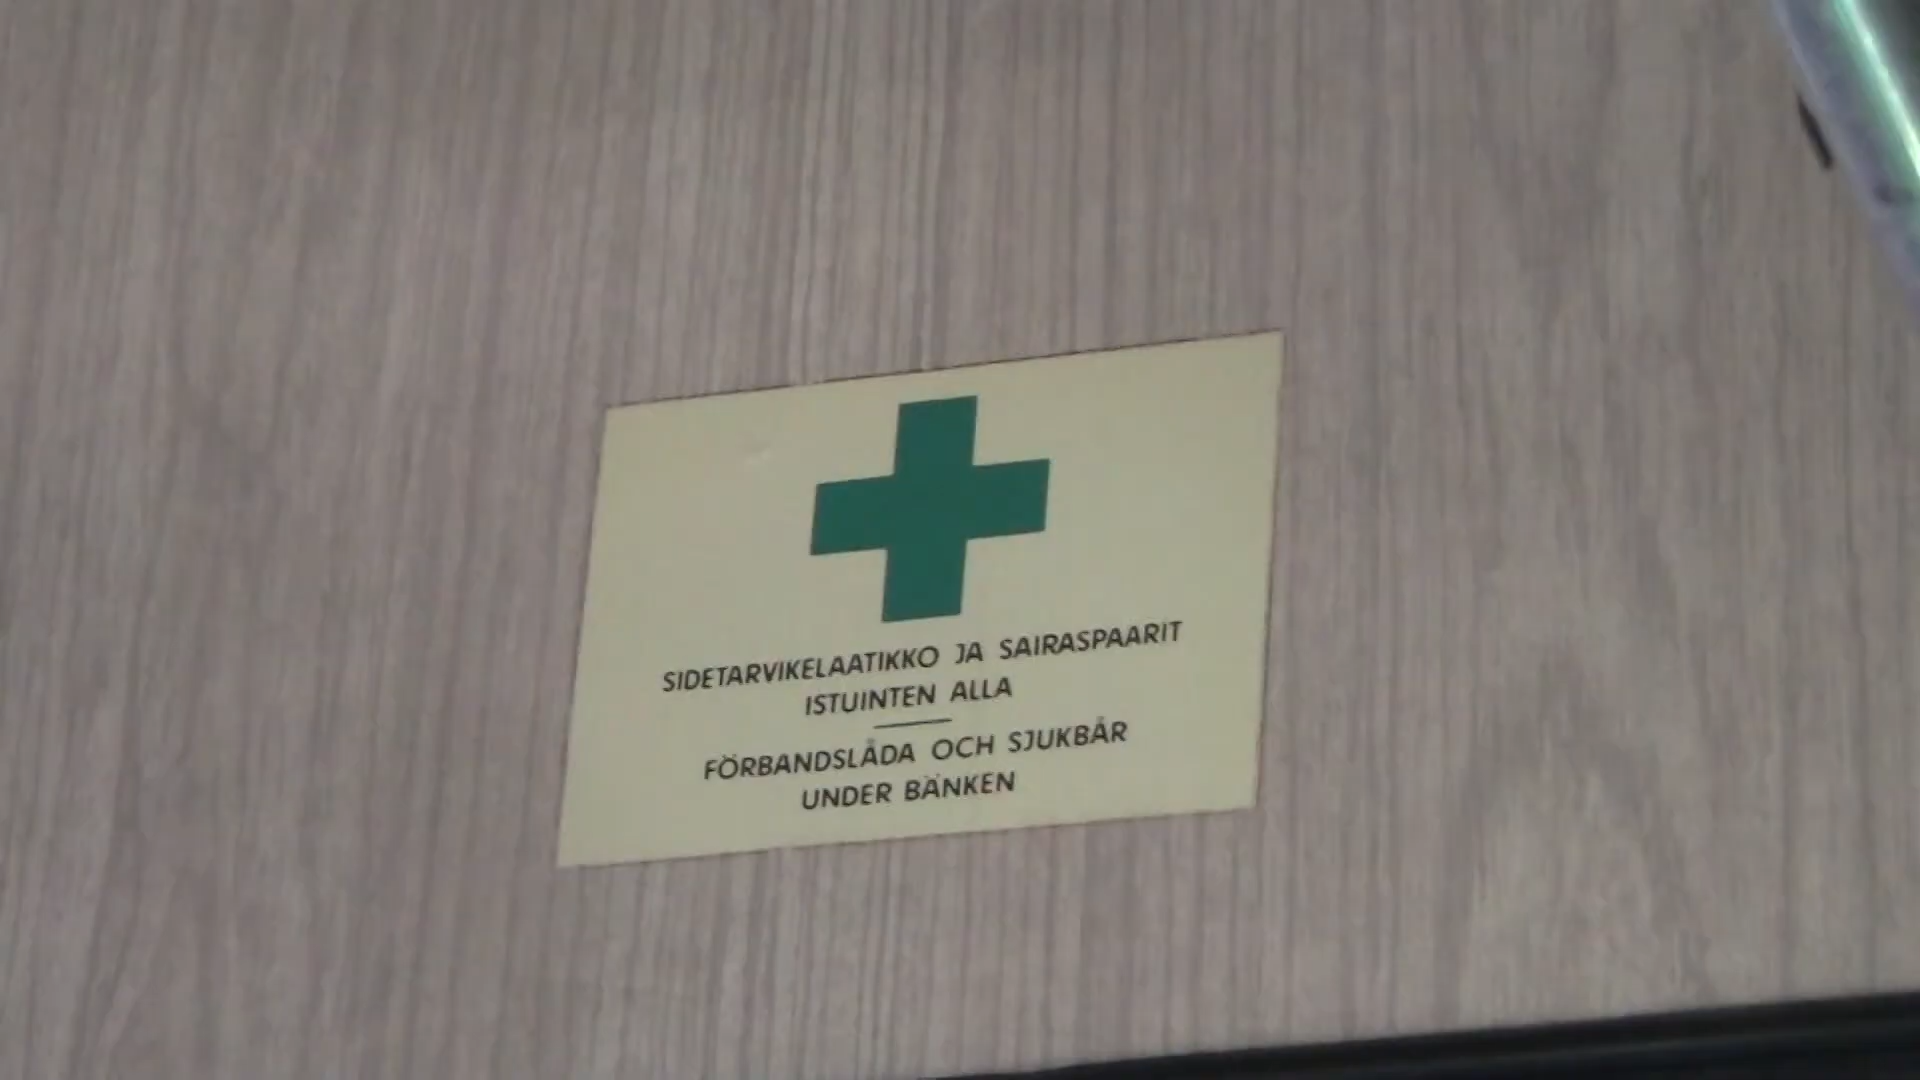 SIDETARVIKELAATIKKO JA SAIRASPAARIT
ISTUINTEN ALLA
FÖRBANDSLÅDA OCH SJUKBÅR
UNDER BÄNKEN